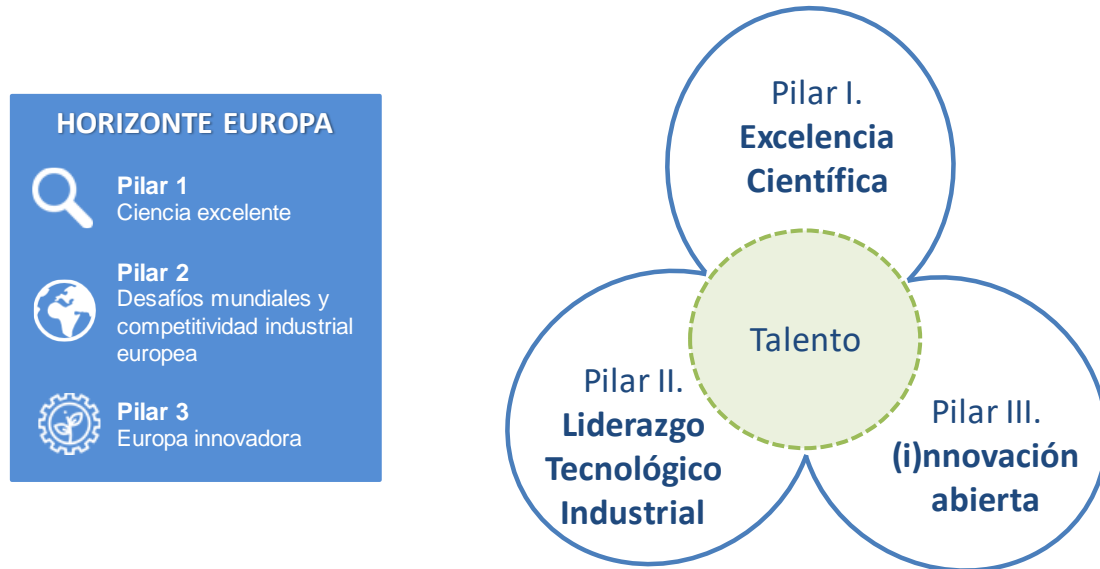 HORIZONTE EUROPA
Pilar 1
Ciencia excelente
Pilar 2
Desafíos mundiales y
competitividad industrial
europea
Pilar 3
Europa innovadora
Pilar I.
Excelencia
Científica
Talento
Pilar II.
Liderazgo
Tecnológico
Industrial
Pilar III.
(i)nnovación
abierta